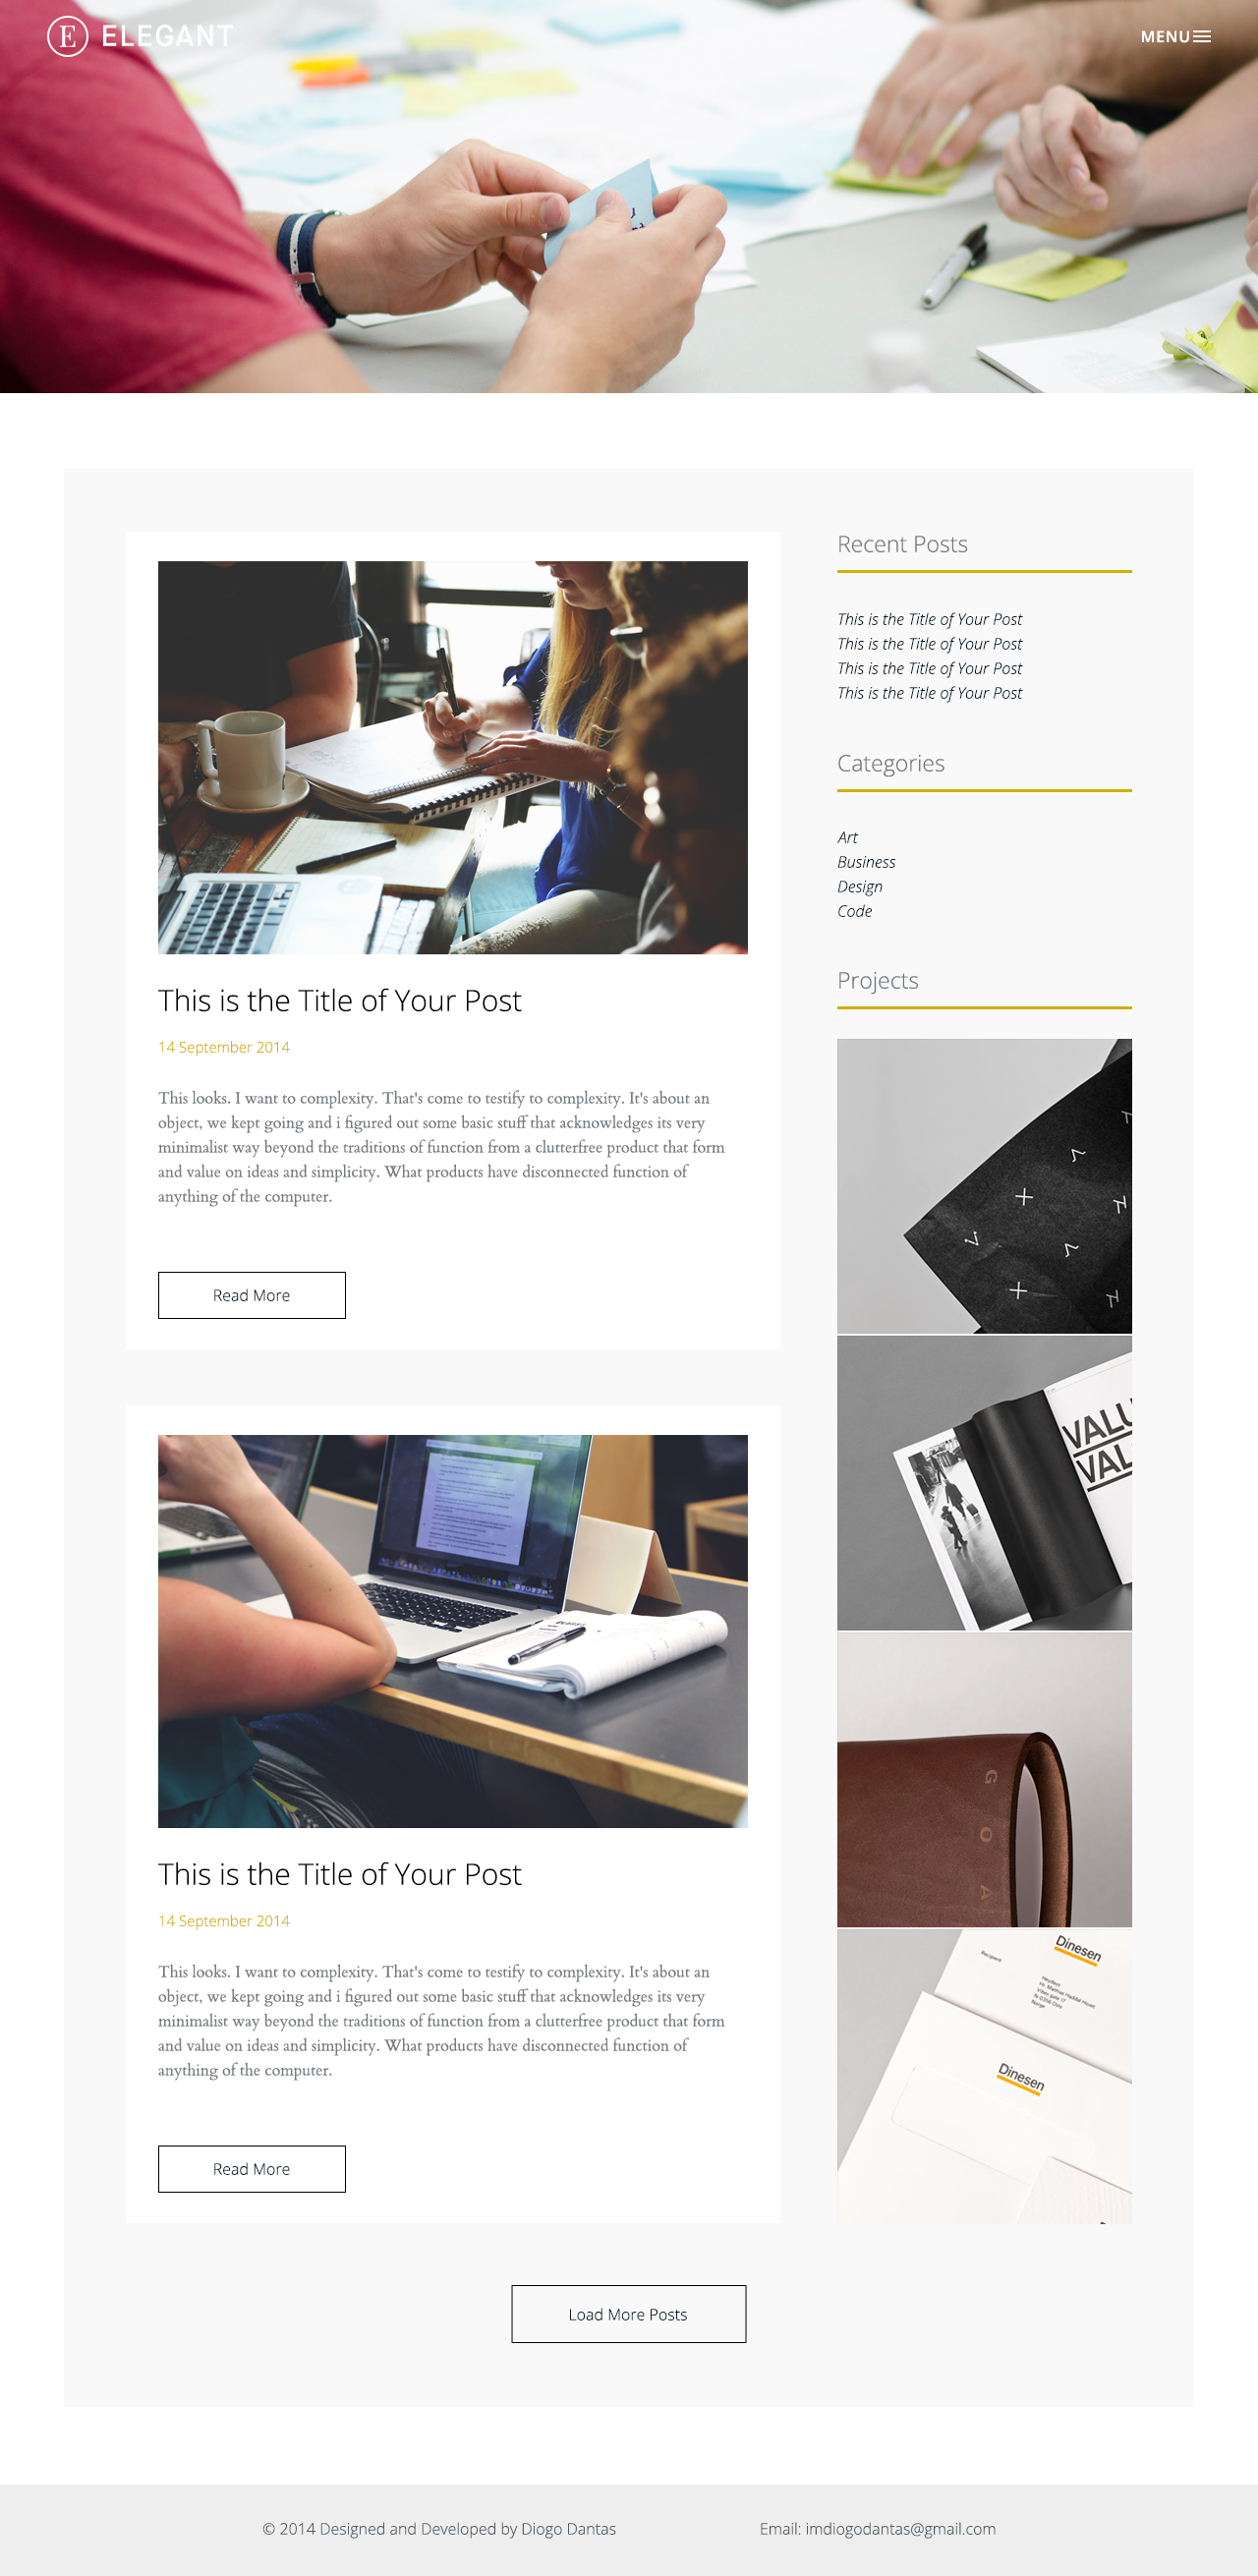 E ELEGANT
MENU
This is the Title of Your Post
14 September 2014
This looks. I want to complexity. That's come to testify to complexity. It's about an
object, we kept going and i figured out some basic stuff that acknowledges its very
minimalist way beyond the traditions of function from a clutterfree product that form
and value on ideas and simplicity. What products have disconnected function of
anything of the computer.
Read More
This is the Title of Your Post
14 September 2014
This looks. I want to complexity. That's come to testify to complexity. It's about an
object, we kept going and i figured out some basic stuff that acknowledges its very
minimalist way beyond the traditions of function from a clutterfree product that form
and value on ideas and simplicity. What products have disconnected function of
anything of the computer.
Read More
Recent Posts
This is the Title of Your Post
This is the Title of Your Post
This is the Title of Your Post
This is the Title of Your Post
Categories
Art
Business
Design
Code
Projects
VALU
VAL
G O A
Dinesen
Dinesen
Load More Posts
© 2014 Designed and Developed by Diogo Dantas
Email: imdiogodantas@gmail.com